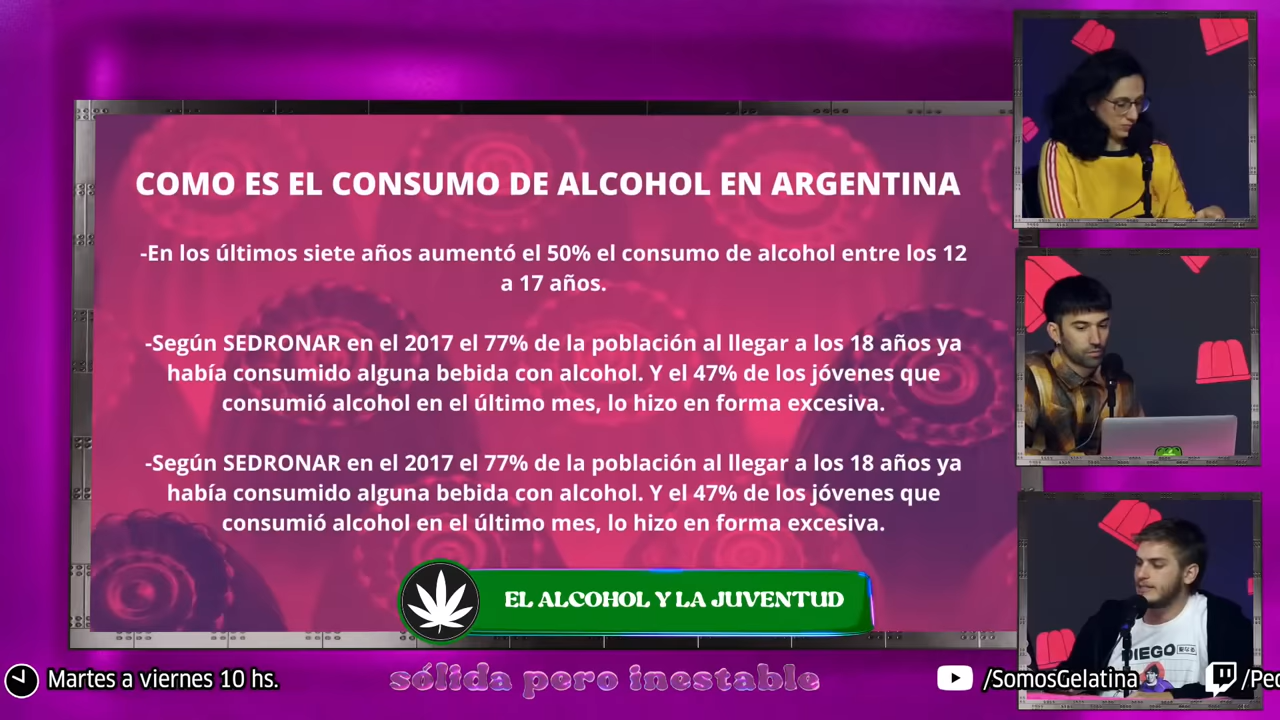 COMO ES EL CONSUMO DE ALCOHOL EN ARGENTINA
-En los últimos siete años aumentó el 50% el consumo de alcohol entre los 12
a 17 años.
-Según SEDRONAR en el 2017 el 77% de la población al llegar a los 18 años ya
había consumido alguna bebida con alcohol. Y el 47% de los jóvenes que
consumió alcohol en el último mes, lo hizo en forma excesiva.
-Según SEDRONAR en el 2017 el 77% de la población al llegar a los 18 años ya
había consumido alguna bebida con alcohol. Y el 47% de los jóvenes que
consumió alcohol en el último mes, lo hizo en forma excesiva.
EL ALCOHOL Y LA JUVENTUD
DIEGO
Martes a viernes 10 hs.
sólida pero inestable
/SomosGelatina
/Ped